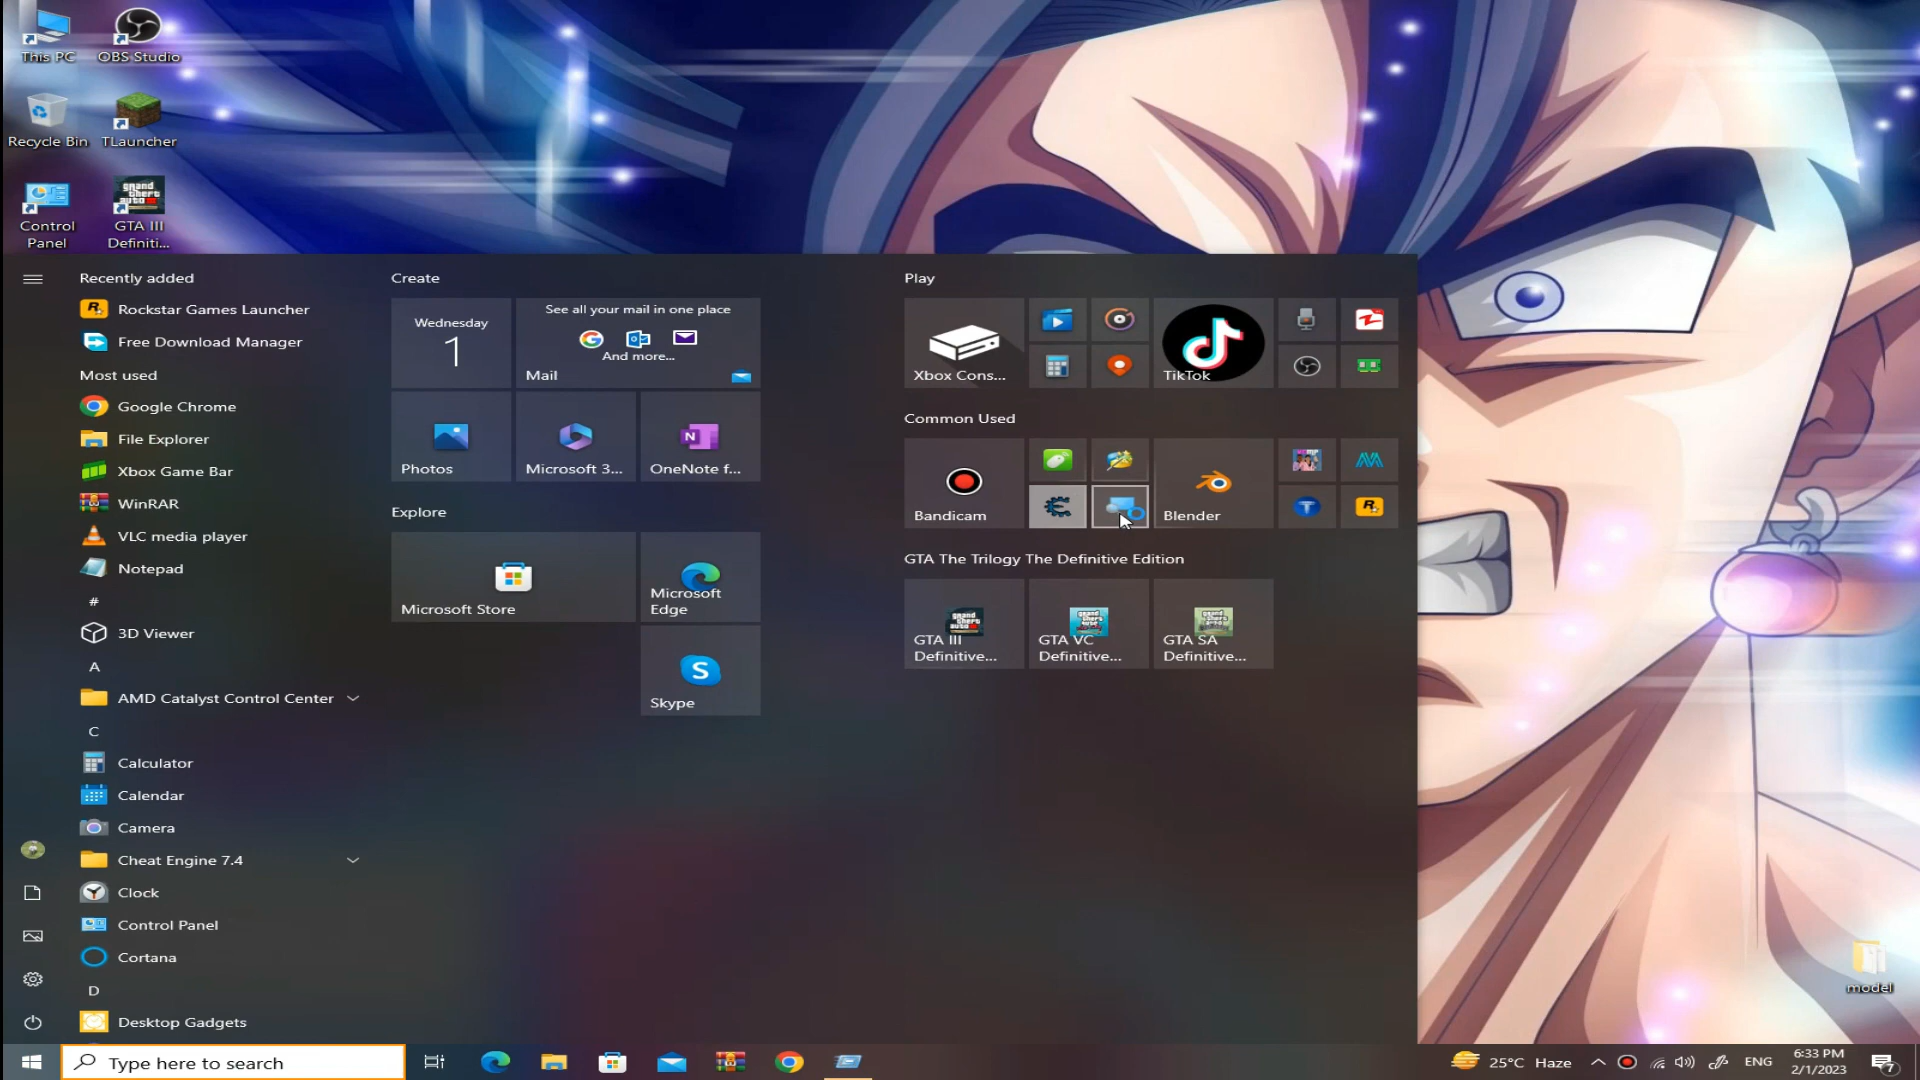 This PC
OBS Studio
Recycle Bin
TLauncher
Control
Panel
grand
theft
auto III
GTA III
Definiti...
Recently added
Rockstar Games Launcher
Free Download Manager
Most used
Google Chrome
File Explorer
Xbox Game Bar
WinRAR
VLC media player
Notepad
#
3D Viewer
A
AMD Catalyst Control Center
C
Calculator
Calendar
Camera
Cheat Engine 7.4
Clock
Control Panel
Cortana
D
Desktop Gadgets
Create
Wednesday
1
See all your mail in one place
And more...
Mail
Photos
Microsoft 3...
OneNote f...
Explore
Microsoft Store
Microsoft
Edge
Skype
Play
Xbox Cons...
TikTok
Common Used
Bandicam
Blender
GTA The Trilogy The Definitive Edition
GTA III
Definitive...
GTA VC
Definitive...
GTA SA
Definitive...
model
Type here to search
25°C Haze
ENG
6:33 PM
2/1/2023
7